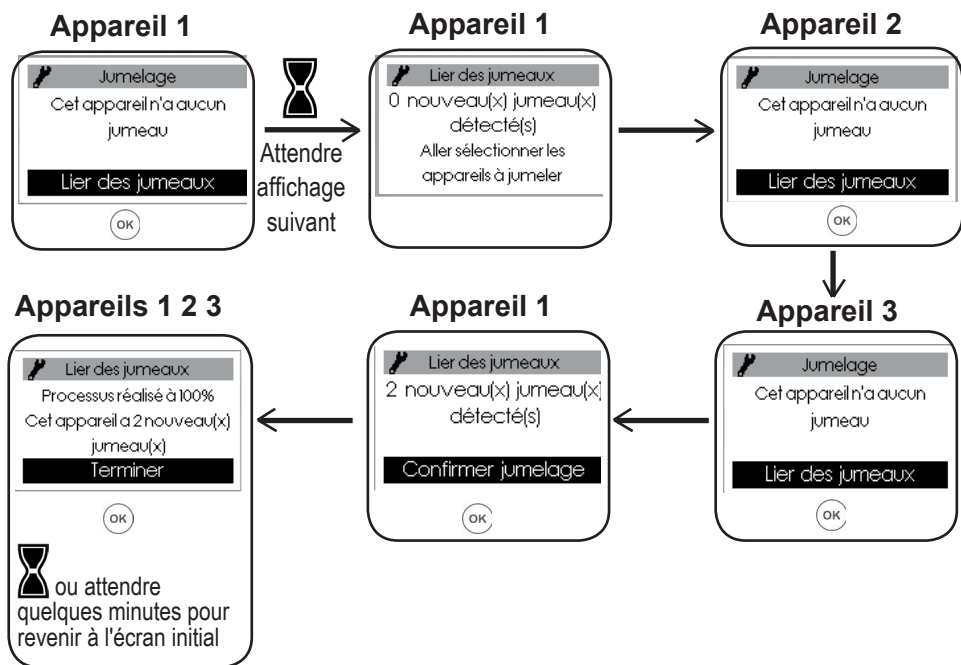 Appareil 1
Jumelage
Cet appareil n'a aucun
jumeau
Lier des jumeaux
OK
Attendre
affichage
suivant
Appareil 1
Lier des jumeaux
0 nouveau(x) jumeau(x)
détecté(s)
Aller sélectionner les
appareils à jumeler
Appareil 2
Jumelage
Cet appareil n'a aucun
jumeau
Lier des jumeaux
OK
Appareil 3
Jumelage
Cet appareil n'a aucun
jumeau
Lier des jumeaux
OK
Appareil 1
Lier des jumeaux
2 nouveau(x) jumeau(x)
détecté(s)
Confirmer jumelage
OK
Appareils 1 2 3
Lier des jumeaux
Processus réalisé à 100%
Cet appareil a 2 nouveau(x)
jumeau(x)
Terminer
OK
ou attendre
quelques minutes pour
revenir à l'écran initial